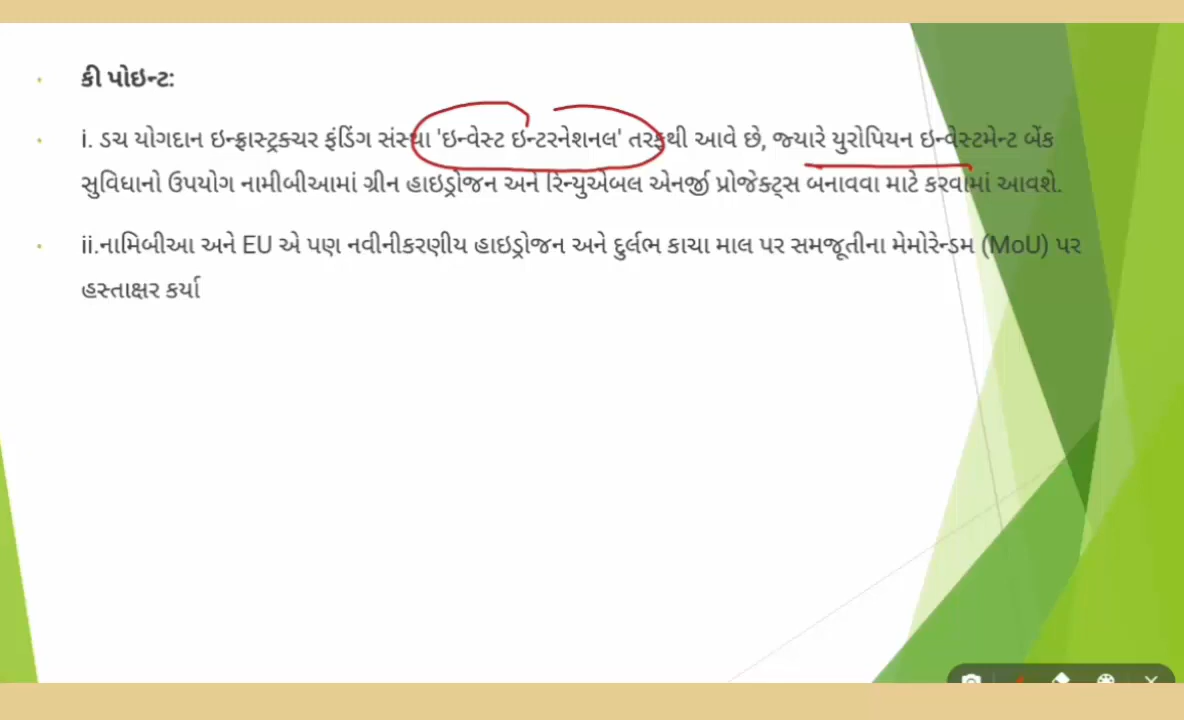 કી પોઇન્ટ:
i. ડચ યોગદાન ઇન્ફ્રાસ્ટ્રક્ચર ફંડિંગ સંસ્થા 'ઇન્વેસ્ટ ઇન્ટરનેશનલ' તરફથી આવે છે, જ્યારે યુરોપિયન ઇન્વેસ્ટમેન્ટ બેંક
સુવિધાનો ઉપયોગ નામીબીઆમાં ગ્રીન હાઇડ્રોજન અને રિન્યુએબલ એનર્જી પ્રોજેક્ટ્સ બનાવવા માટે કરવામાં આવશે.
ii.નામિબીઆ અને EU એ પણ નવીનીકરણીય હાઇડ્રોજન અને દુર્લભ કાચા માલ પર સમજૂતીના મેમોરેન્ડમ (MoU) પર
હસ્તાક્ષર કર્યા